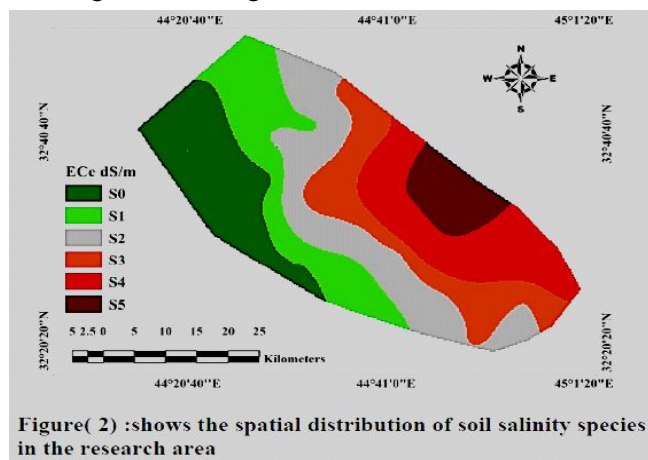 44°20'40"E 44°41'0"E 45°1'20"E
N
W E
S
32°40'40"N 32°40'40"N
ECe dS/m
S0
S1
S2
S3
S4
S5
5 2.5 0 5 10 15 20 25
Kilometers
32°20'20"N 32°20'20"N
44°20'40"E 44°41'0"E 45°1'20"E
Figure( 2) :shows the spatial distribution of soil salinity species
in the research area